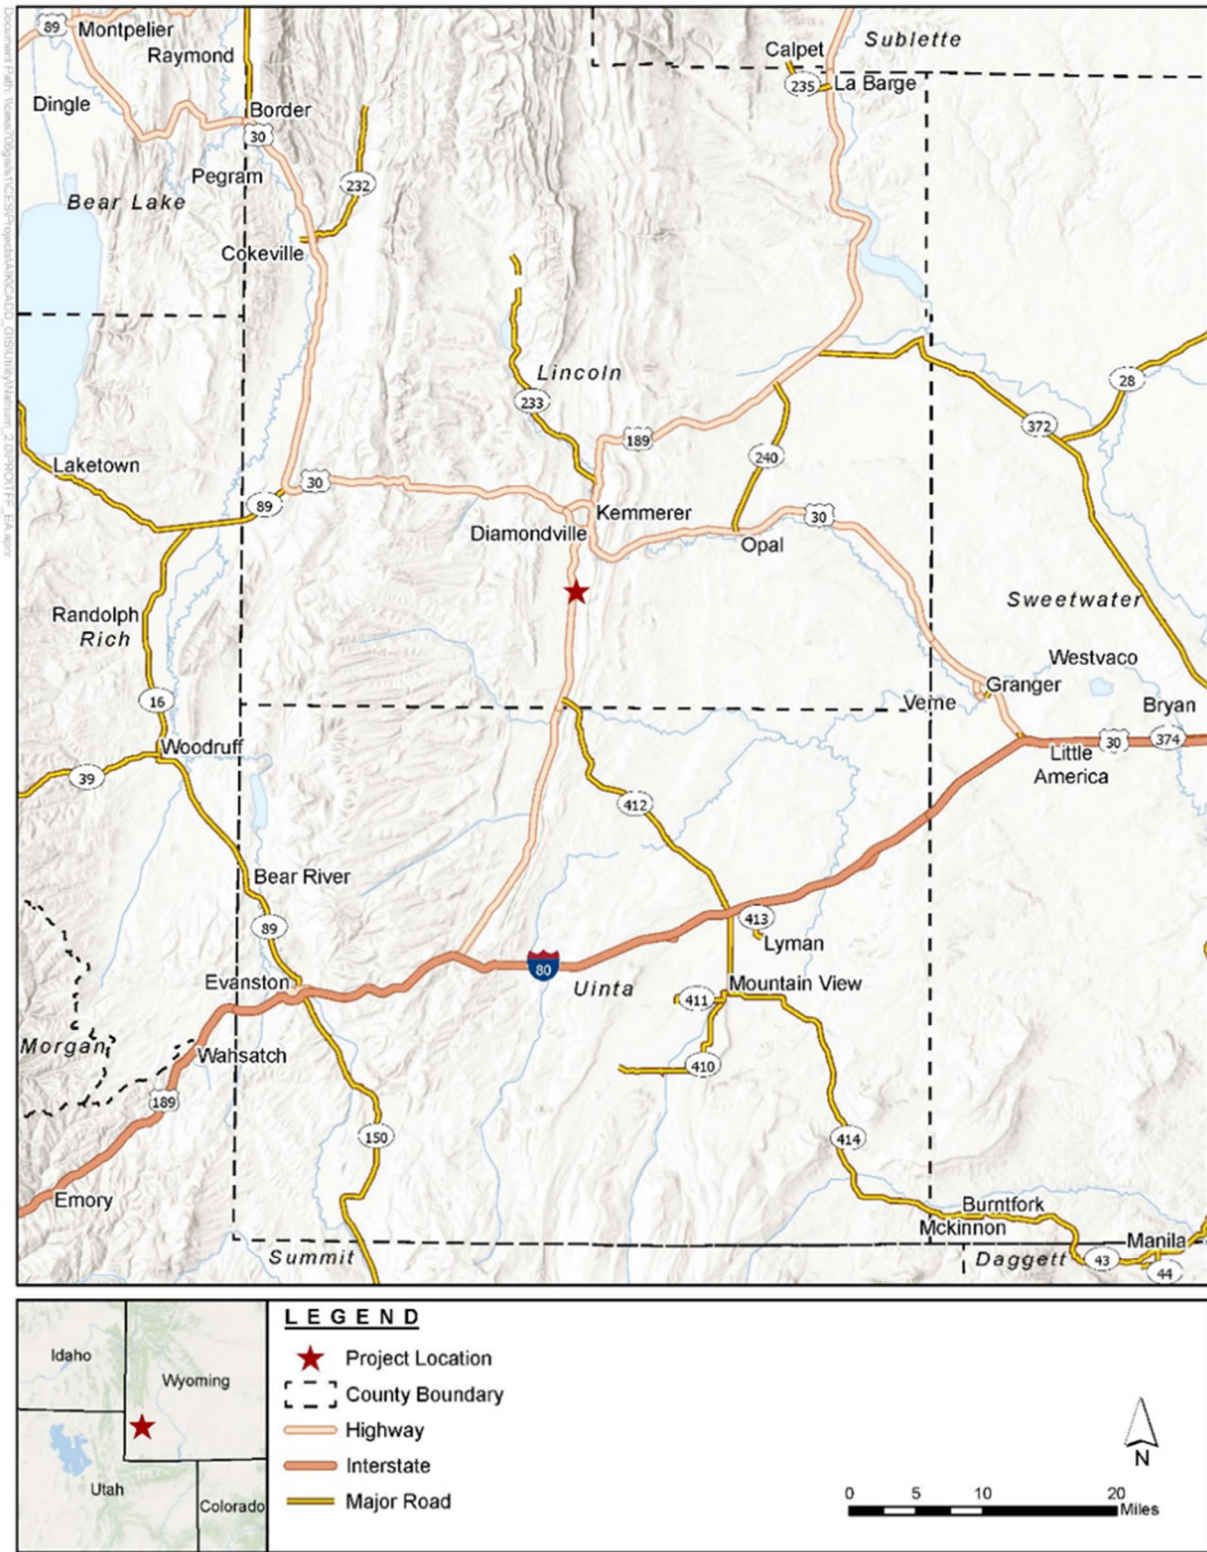 89
Montpelier
Raymond
Calpet
Sublette
235
La Barge
Dingle
Border
30
Pegram
232
Bear Lake
Cokeville
Lincoln
28
233
372
189
240
Laketown
30
89
Kemmerer
30
Diamondville
Opal
Randolph
Rich
Sweetwater
Westvaco
Granger
16
Verne
Bryan
Woodruff
30
374
Little
America
39
412
Bear River
413
89
Lyman
80
Evanston
Uinta
Mountain View
411
Morgan
Wahsatch
410
189
150
414
Emory
Burntfork
Mckinnon
Manila
Summit
Daggett
43
44
LEGEND
Idaho
Wyoming
Utah
Colorado
Project Location
County Boundary
Highway
Interstate
Major Road
N
0 5 10 20
Miles